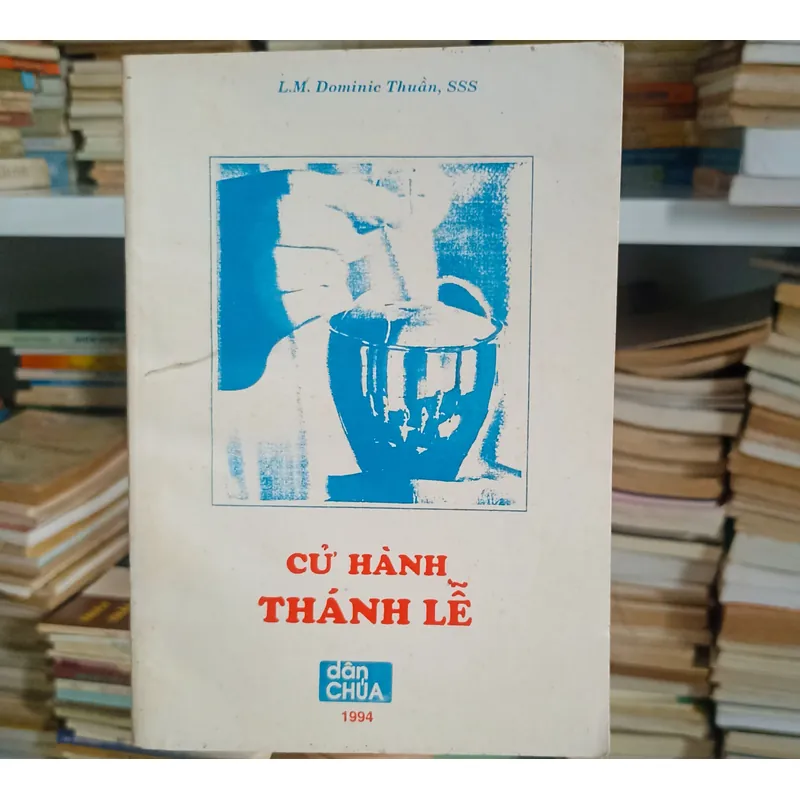 L.M. Dominic Thuần, SSS
CỬ HÀNH
THÁNH LỄ
dân
CHÚA
1994